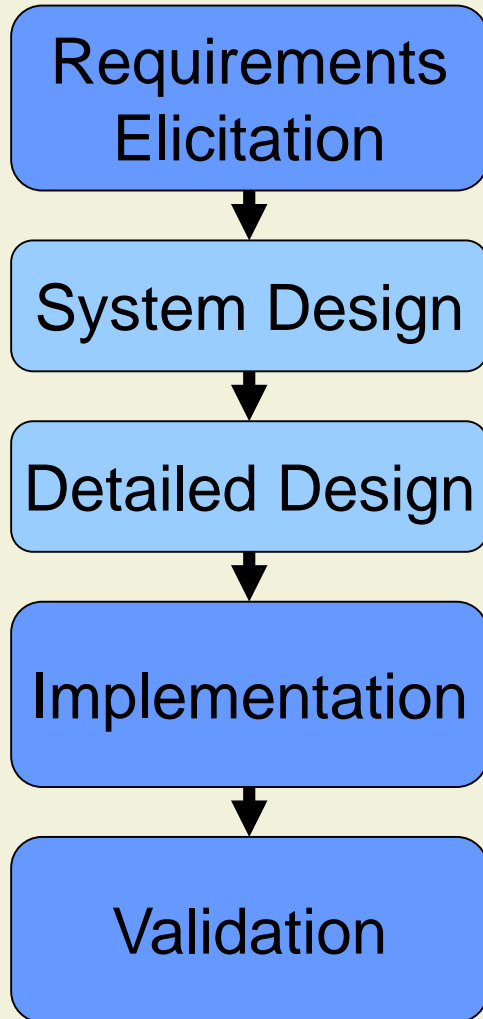 Requirements
Elicitation
System Design
Detailed Design
Implementation
Validation